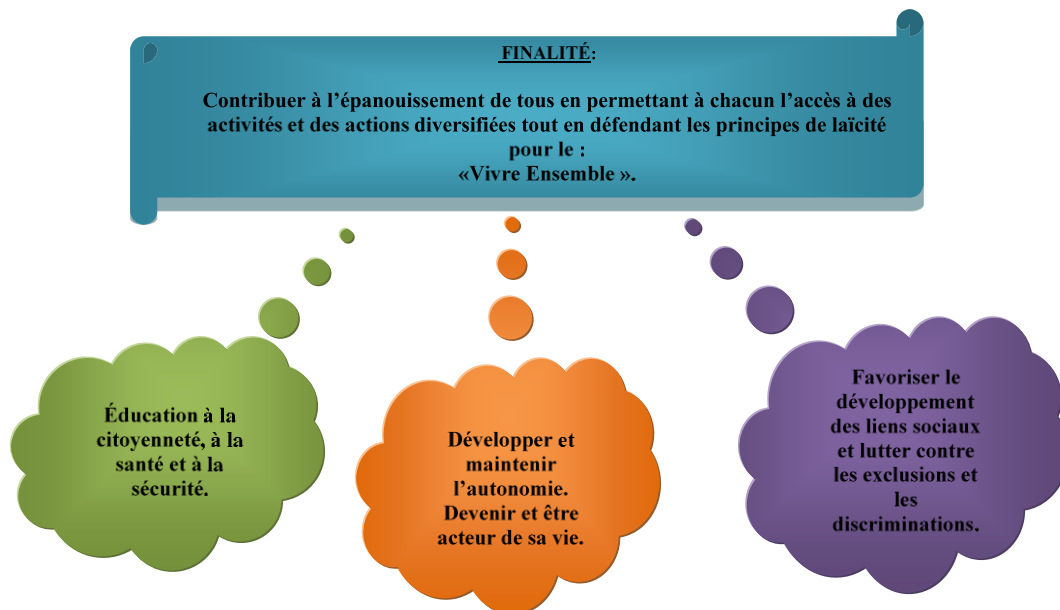 FINALITÉ:
Contribuer à l’épanouissement de tous en permettant à chacun l’accès à des
activités et des actions diversifiées tout en défendant les principes de laïcité
pour le :
«Vivre Ensemble ».
Éducation à la
citoyenneté, à la
santé et à la
sécurité.
Développer et
maintenir
l’autonomie.
Devenir et être
acteur de sa vie.
Favoriser le
développement
des liens sociaux
et lutter contre
les exclusions et
les
discriminations.